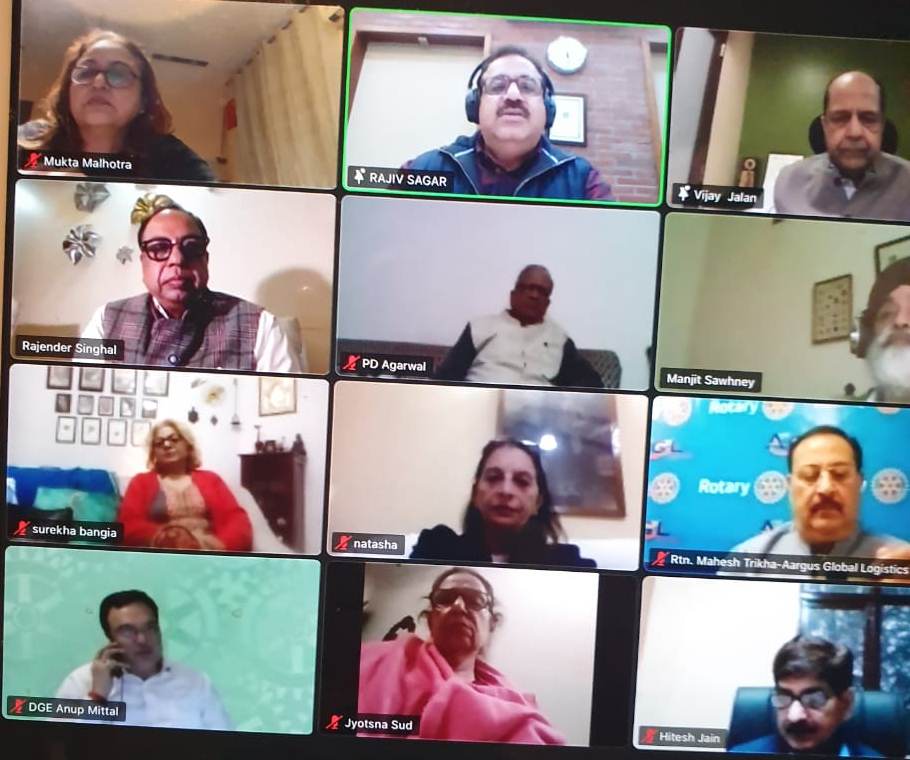 Mukta Malhotra
RAJIV SAGAR
Vijay Jalan
Rajender Singhal
PD Agarwal
Manjit Sawhney
surekha bangia
natasha
Rotary
Rotary
Rtn. Mahesh Trikha-Aargus Global Logistics
DGE Anup Mittal
Jyotsna Sud
Hitesh Jain